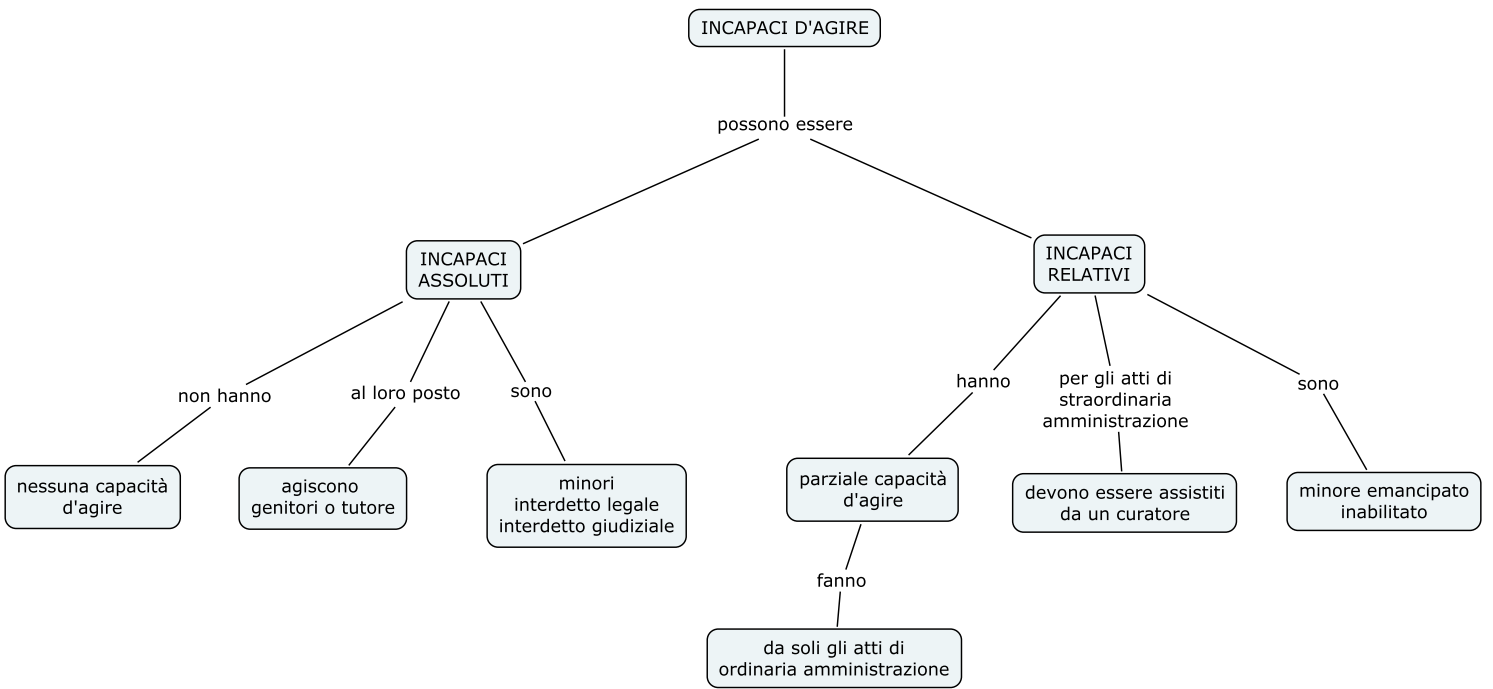 INCAPACI D'AGIRE
possono essere
INCAPACI
ASSOLUTI
non hanno
nessuna capacità
d'agire
al loro posto
agiscono
genitori o tutore
sono
minori
interdetto legale
interdetto giudiziale
INCAPACI
RELATIVI
hanno
parziale capacità
d'agire
fanno
da soli gli atti di
ordinaria amministrazione
per gli atti di
straordinaria
amministrazione
devono essere assistiti
da un curatore
sono
minore emancipato
inabilitato